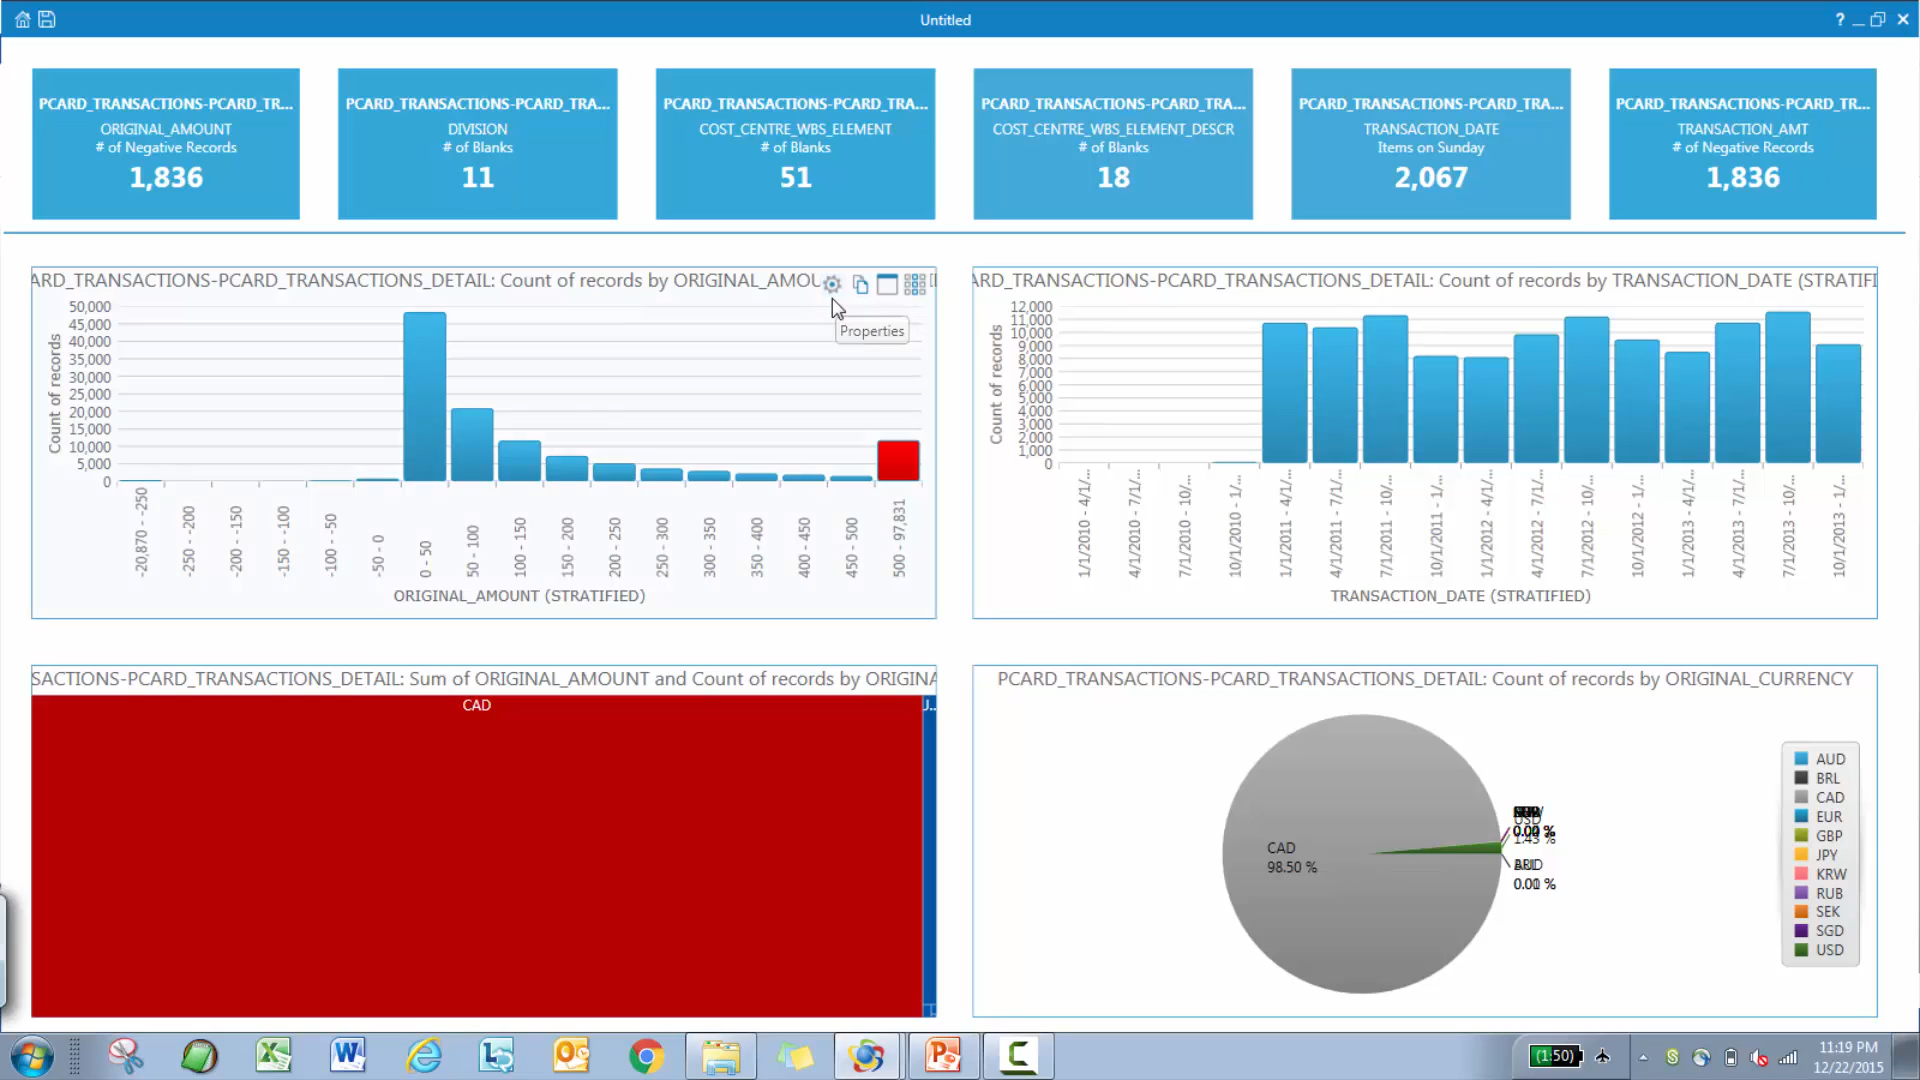 Untitled
?
PCARD_TRANSACTIONS-PCARD_TR...
ORIGINAL_AMOUNT
# of Negative Records
1,836
PCARD_TRANSACTIONS-PCARD_TRA...
DIVISION
# of Blanks
11
PCARD_TRANSACTIONS-PCARD_TRA...
COST_CENTRE_WBS_ELEMENT
# of Blanks
51
PCARD_TRANSACTIONS-PCARD_TRA...
COST_CENTRE_WBS_ELEMENT_DESCR
# of Blanks
18
PCARD_TRANSACTIONS-PCARD_TRA...
TRANSACTION_DATE
Items on Sunday
2,067
PCARD_TRANSACTIONS-PCARD_TR...
TRANSACTION_AMT
# of Negative Records
1,836
ARD_TRANSACTIONS-PCARD_TRANSACTIONS_DETAIL: Count of records by ORIGINAL_AMOU
Properties
Count of records
50,000
45,000
40,000
35,000
30,000
25,000
20,000
15,000
10,000
5,000
0
-20,870 - -250
-250 - -200
-200 - -150
-150 - -100
-100 - -50
-50 - 0
0 - 50
50 - 100
100 - 150
150 - 200
200 - 250
250 - 300
300 - 350
350 - 400
400 - 450
450 - 500
500 - 97,831
ORIGINAL_AMOUNT (STRATIFIED)
ARD_TRANSACTIONS-PCARD_TRANSACTIONS_DETAIL: Count of records by TRANSACTION_DATE (STRATIFI
Count of records
12,000
11,000
10,000
9,000
8,000
7,000
6,000
5,000
4,000
3,000
2,000
1,000
0
1/1/2010 - 4/1/...
4/1/2010 - 7/1/...
7/1/2010 - 10/...
10/1/2010 - 1/...
1/1/2011 - 4/1/...
4/1/2011 - 7/1/...
7/1/2011 - 10/...
10/1/2011 - 1/...
1/1/2012 - 4/1/...
4/1/2012 - 7/1/...
7/1/2012 - 10/...
10/1/2012 - 1/...
1/1/2013 - 4/1/...
4/1/2013 - 7/1/...
7/1/2013 - 10/...
10/1/2013 - 1/...
TRANSACTION_DATE (STRATIFIED)
SACTIONS-PCARD_TRANSACTIONS_DETAIL: Sum of ORIGINAL_AMOUNT and Count of records by ORIGINA
CAD
U..
PCARD_TRANSACTIONS-PCARD_TRANSACTIONS_DETAIL: Count of records by ORIGINAL_CURRENCY
CAD
98.50 %
USD
1.45 %
AUD
BRL
CAD
EUR
GBP
JPY
KRW
RUB
SEK
SGD
USD
(1:50)
11:19 PM
12/22/2015